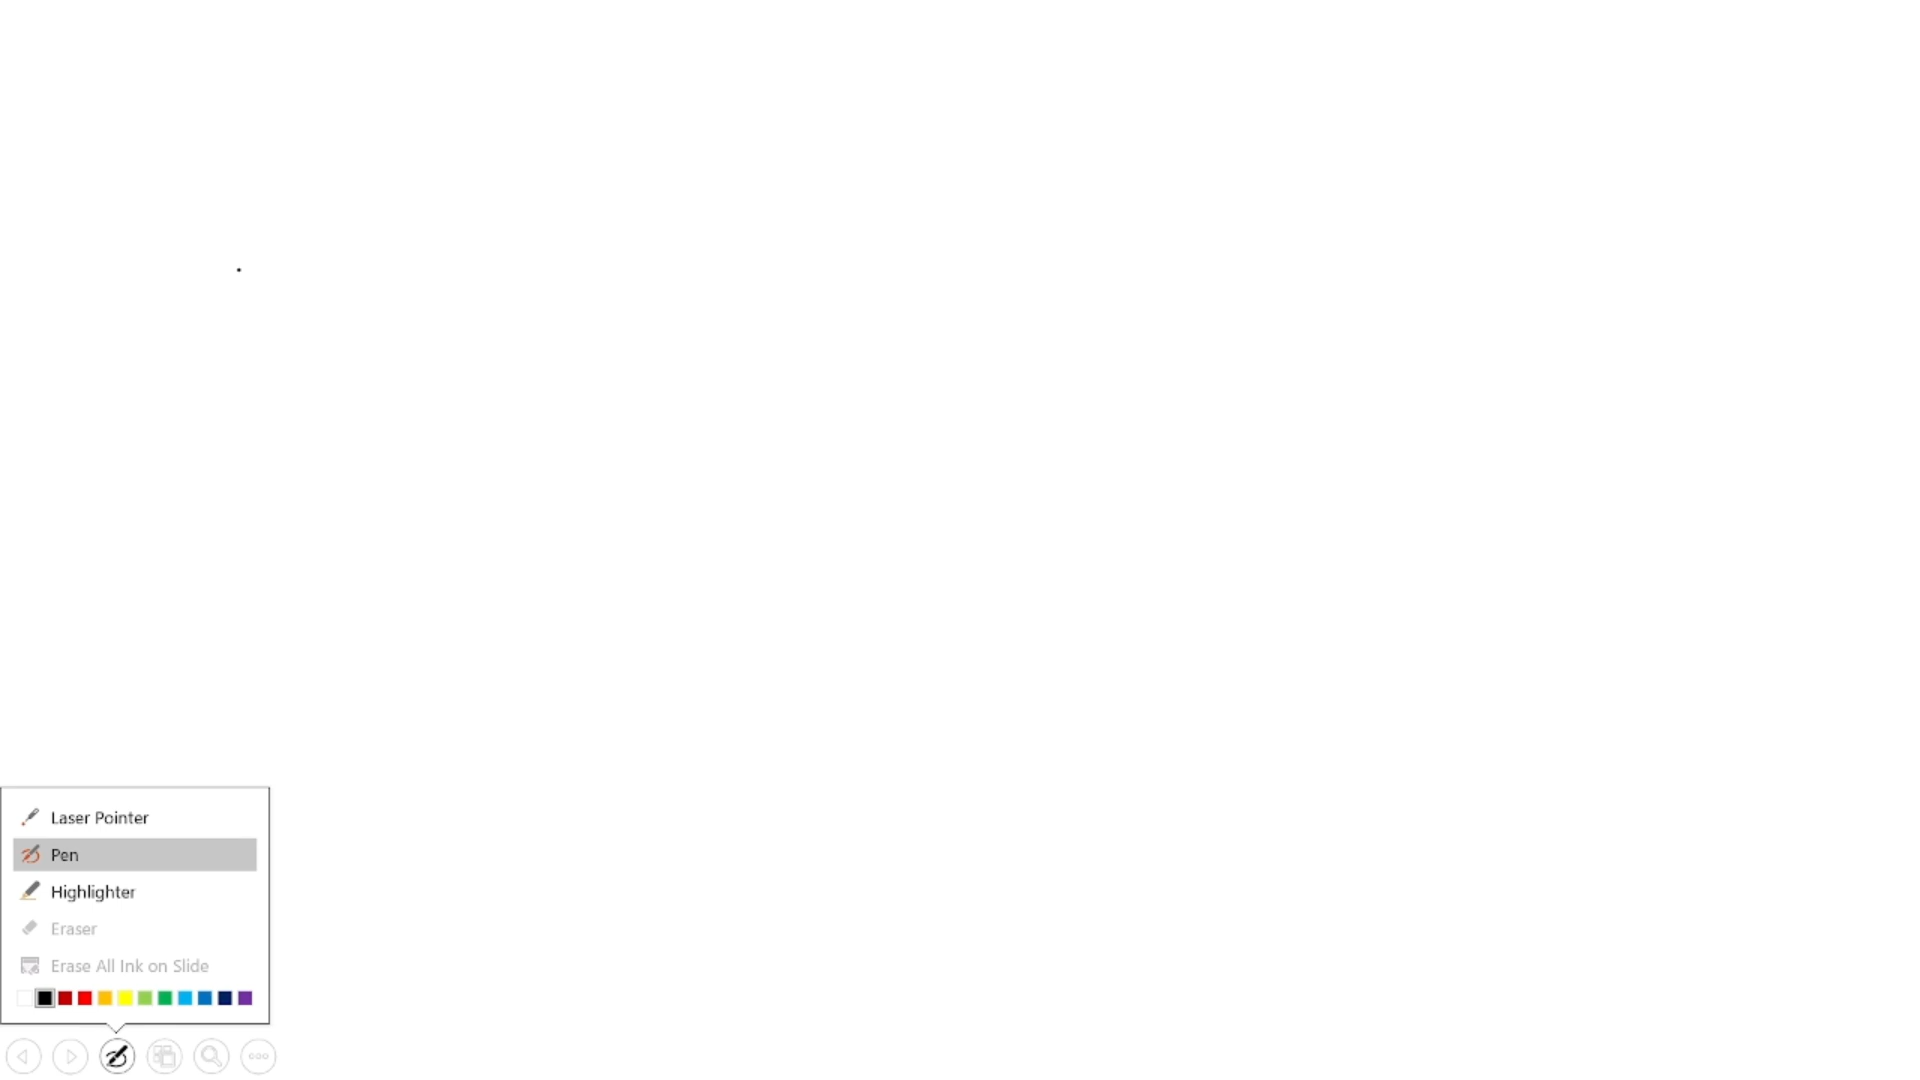 Laser Pointer
Pen
Highlighter
Eraser
Erase All Ink on Slide